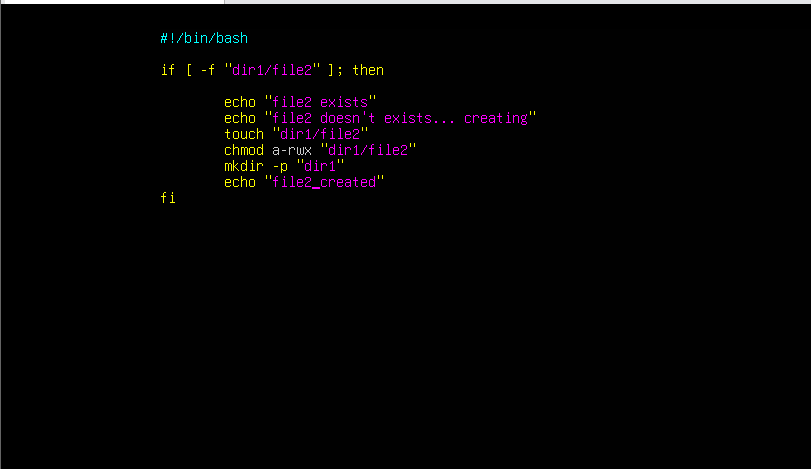 #!/bin/bash
if [ -f "dir1/file2" ]; then
echo "file2 exists"
echo "file2 doesn't exists... creating"
touch "dir1/file2"
chmod a-rwx "dir1/file2"
mkdir -p "dir1"
echo "file2_created"
fi